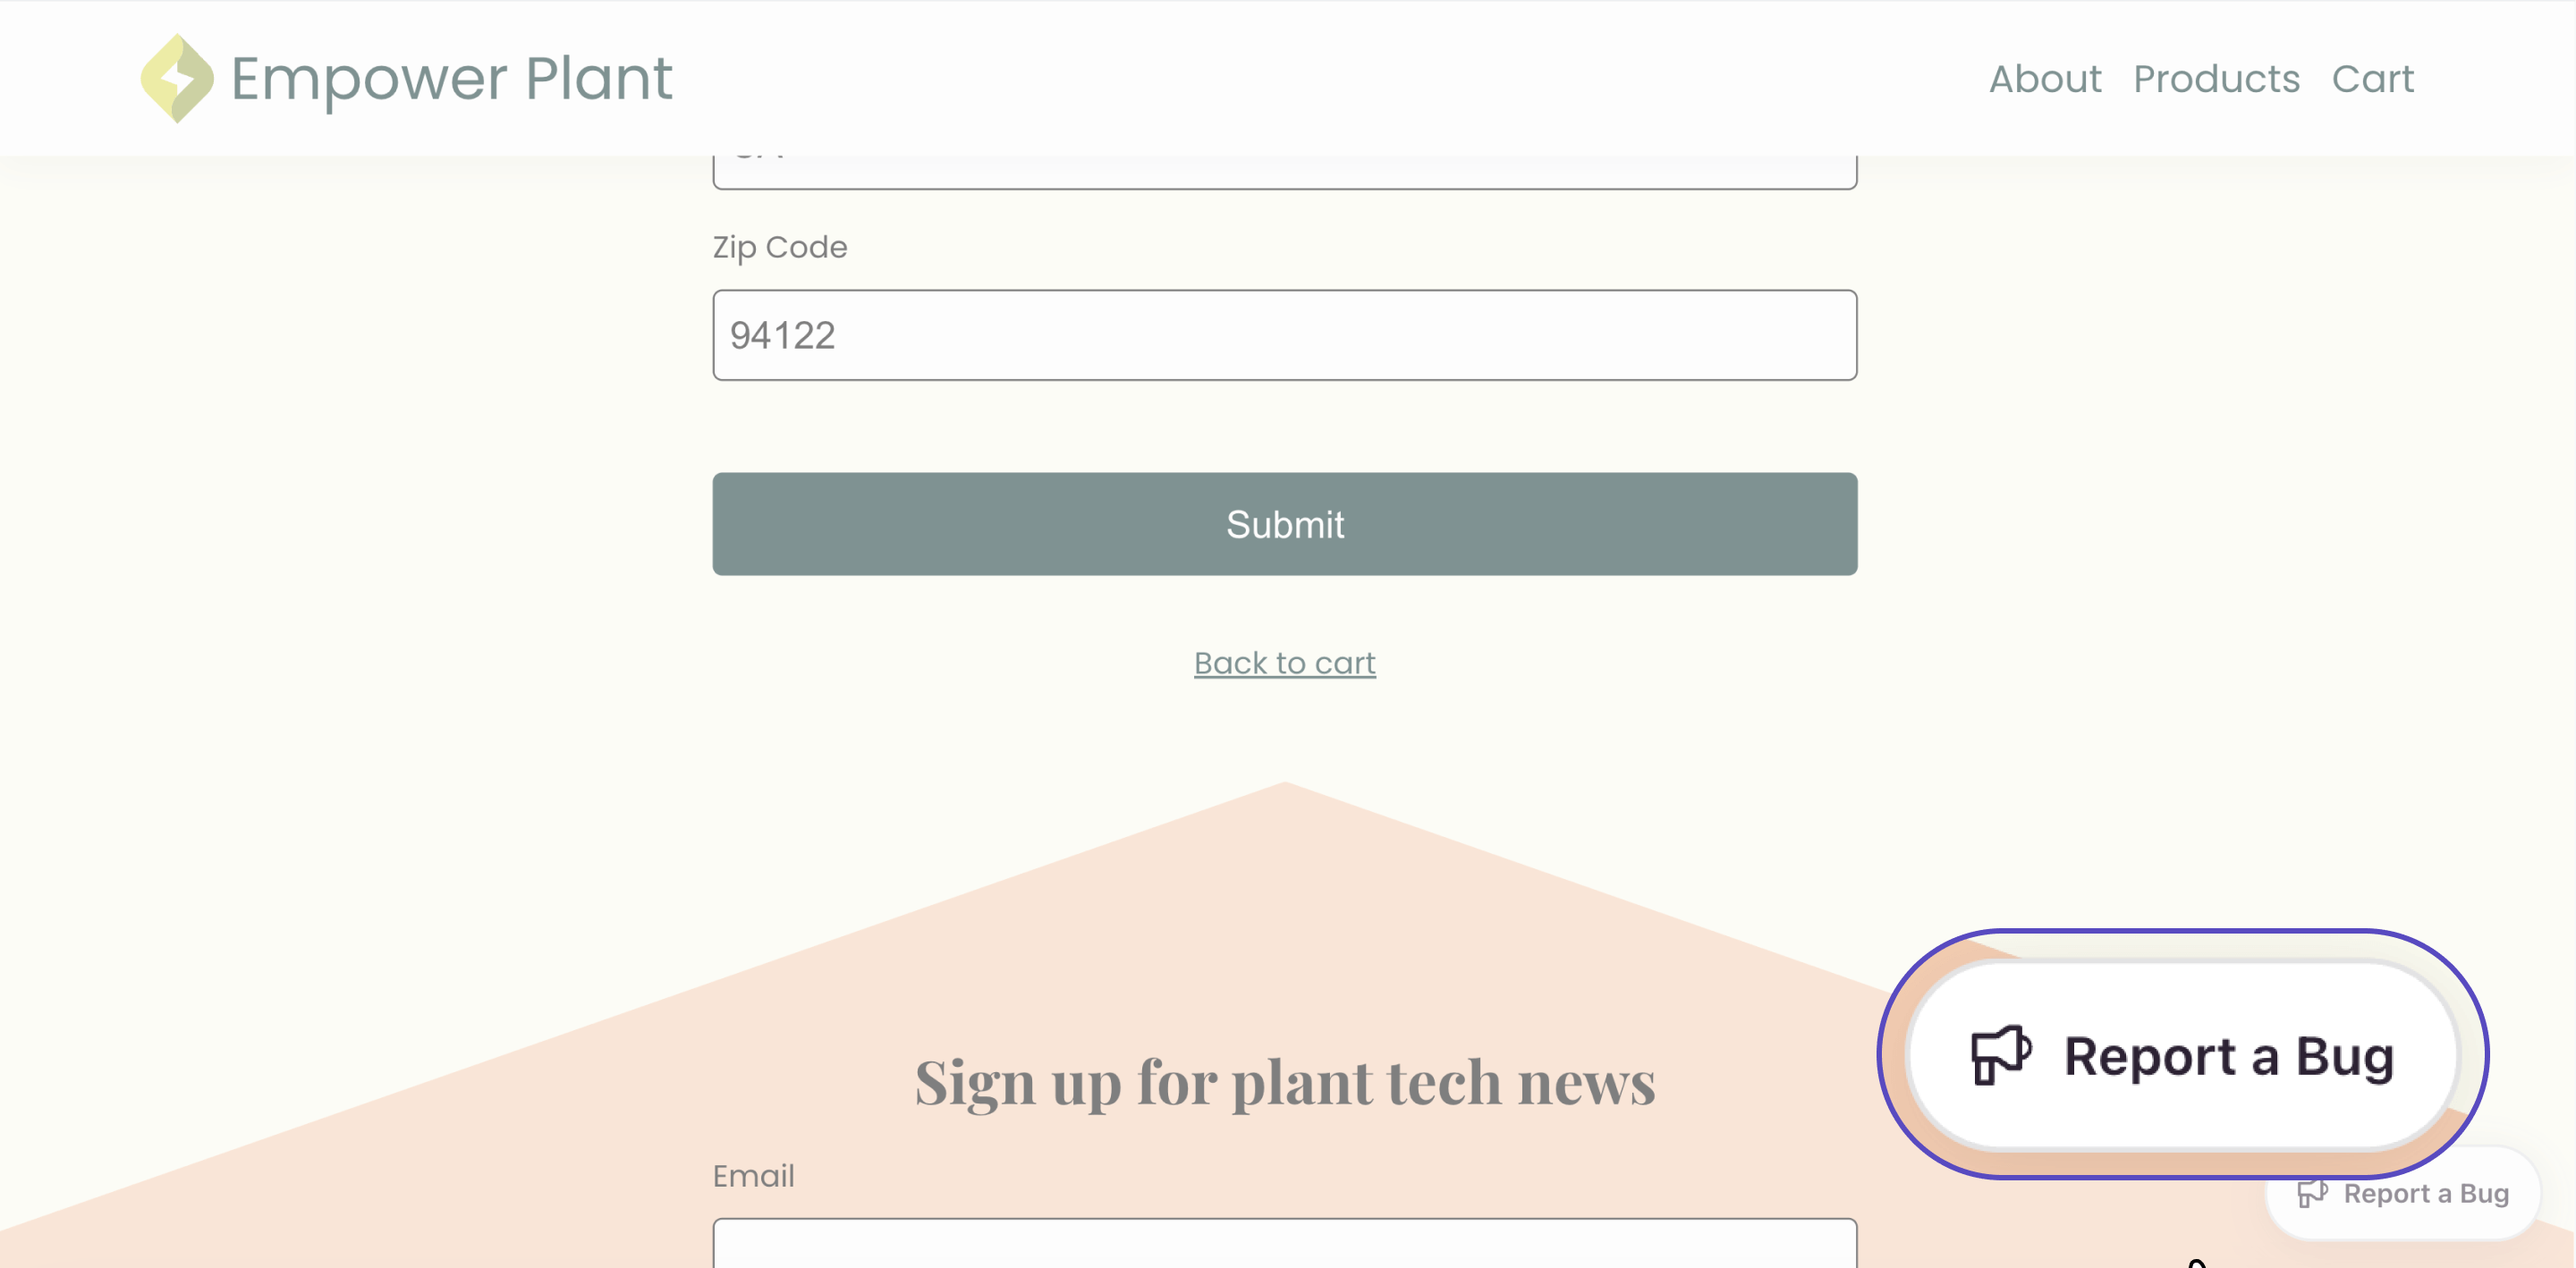 Empower Plant
About Products Cart
Zip Code
94122
Submit
Back to cart
Sign up for plant tech news
Report a Bug
Email
Report a Bug